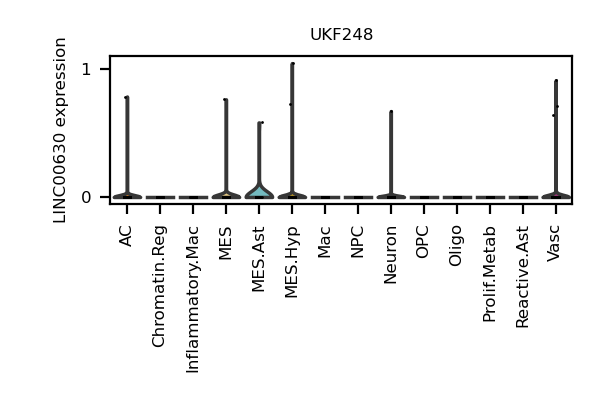 UKF248
LINC00630 expression
1
0
AC
Chromatin.Reg
Inflammatory.Mac
MES
MES.Ast
MES.Hyp
Mac
NPC
Neuron
OPC
Oligo
Prolif.Metab
Reactive.Ast
Vasc